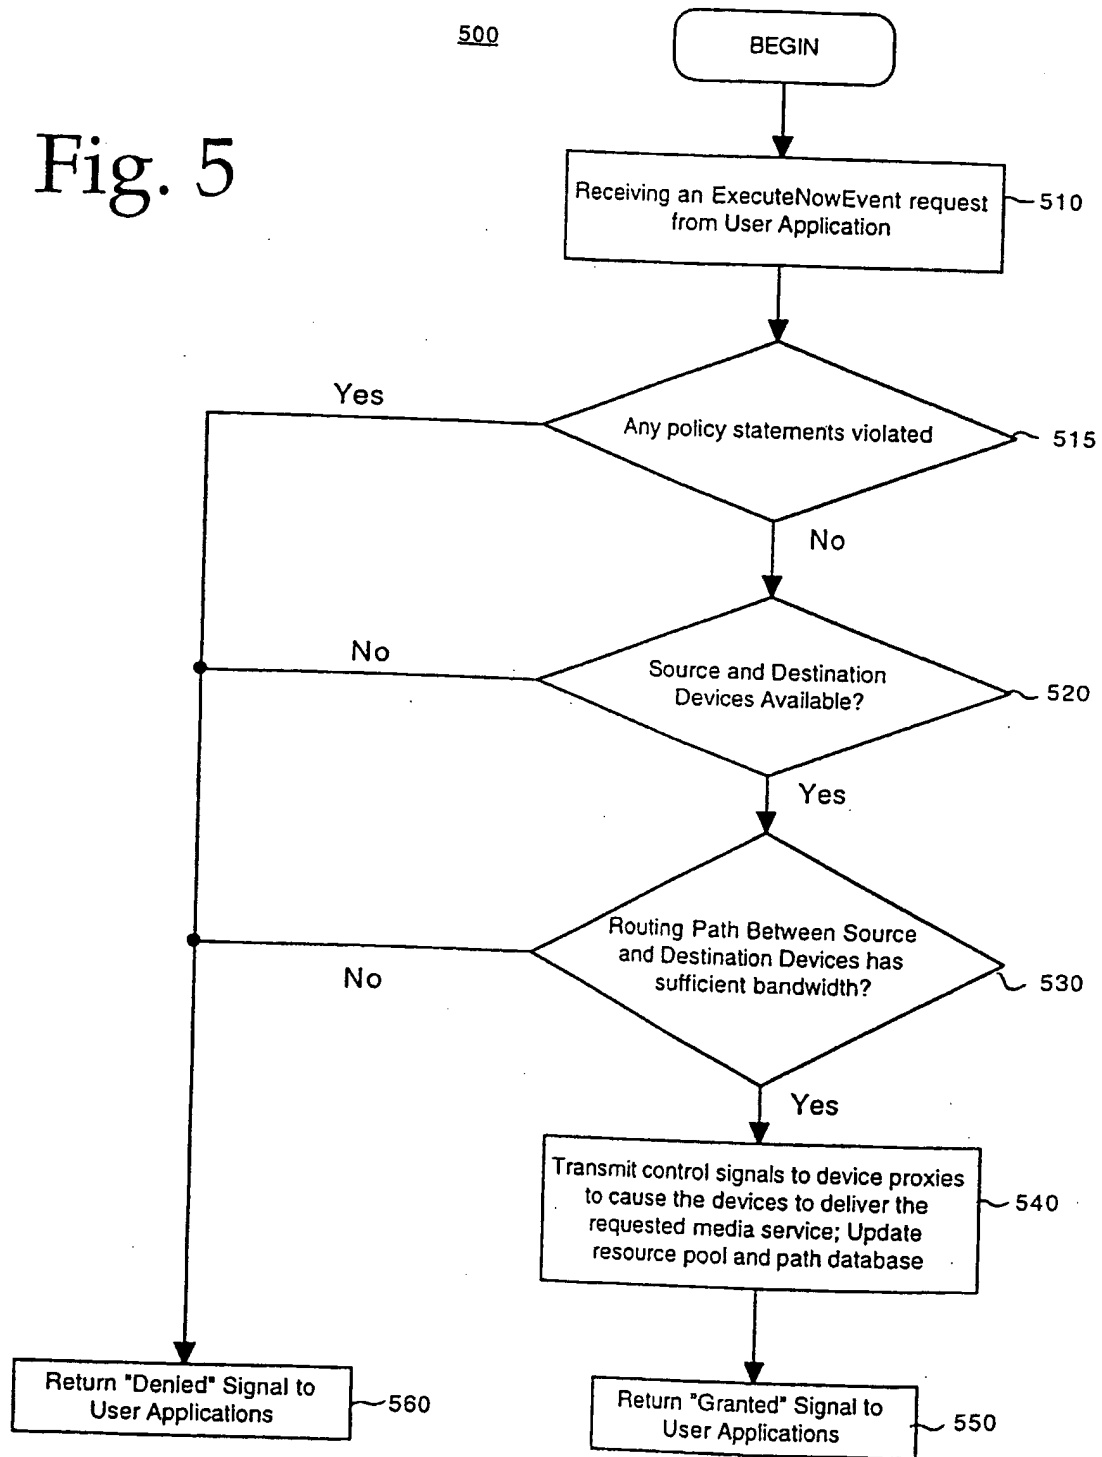 500
BEGIN
Fig. 5
Receiving an ExecuteNowEvent request
from User Application
510
Yes
Any policy statements violated
515
No
No
Source and Destination
Devices Available?
520
Yes
Routing Path Between Source
and Destination Devices has
sufficient bandwidth?
530
No
Yes
Transmit control signals to device proxies
to cause the devices to deliver the
requested media service; Update
resource pool and path database
540
Return "Denied" Signal to
User Applications
560
Return "Granted" Signal to
User Applications
550